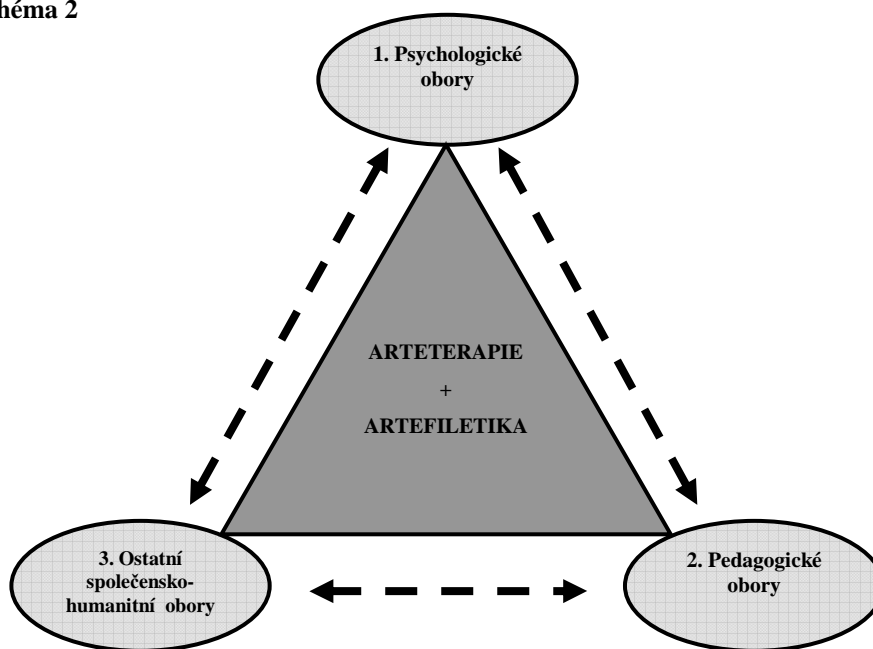 héma 2
1. Psychologické
obory
ARTETERAPIE
+
ARTEFILETIKA
3. Ostatní
společensko-
humanitní obory
2. Pedagogické
obory